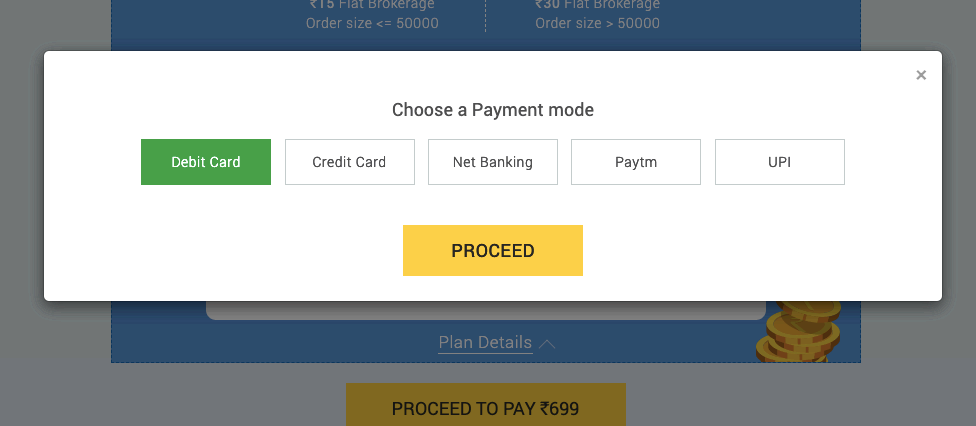 ₹15 Flat Brokerage
₹30 Flat Brokerage
Order size <= 50000
Order size > 50000
×
Choose a Payment mode
Debit Card
Credit Card
Net Banking
Paytm
UPI
PROCEED
Plan Details
PROCEED TO PAY ₹699